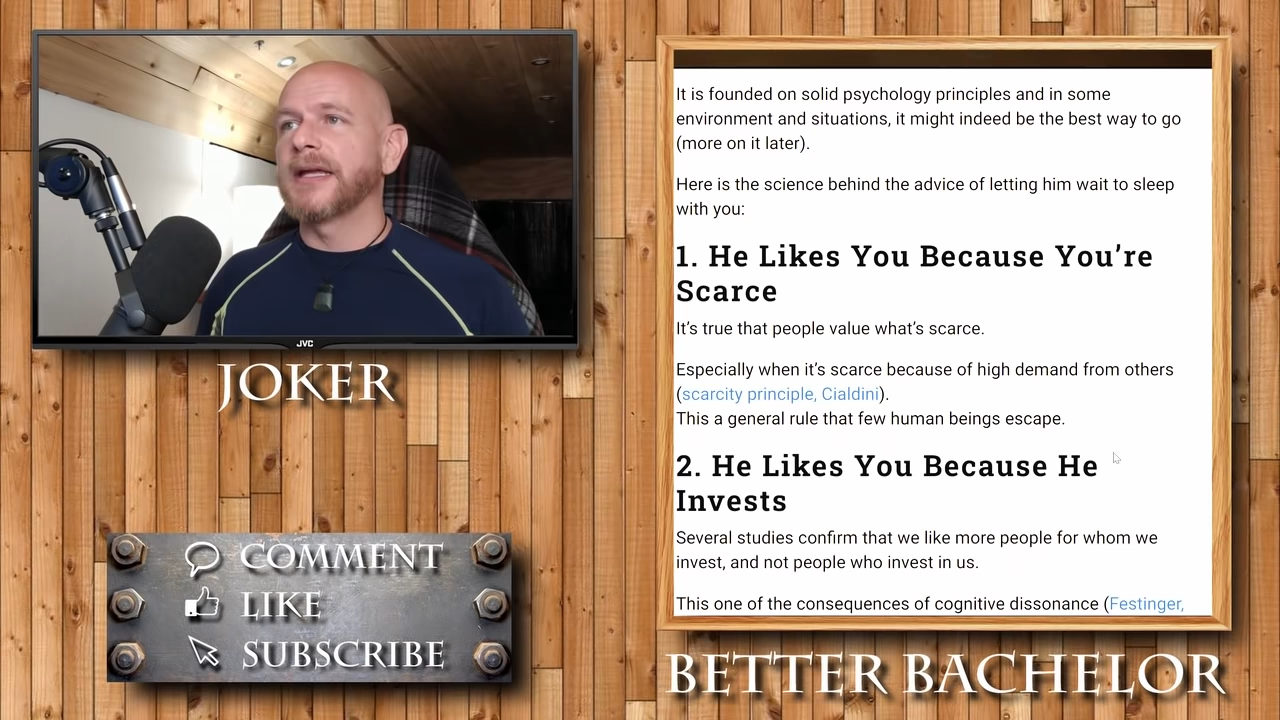 JVC
JOKER
COMMENT
LIKE
SUBSCRIBE
It is founded on solid psychology principles and in some
environment and situations, it might indeed be the best way to go
(more on it later).
Here is the science behind the advice of letting him wait to sleep
with you:
1. He Likes You Because You’re
Scarce
It’s true that people value what’s scarce.
Especially when it’s scarce because of high demand from others
(scarcity principle, Cialdini).
This a general rule that few human beings escape.
2. He Likes You Because He
Invests
Several studies confirm that we like more people for whom we
invest, and not people who invest in us.
This one of the consequences of cognitive dissonance (Festinger,
BETTER BACHELOR